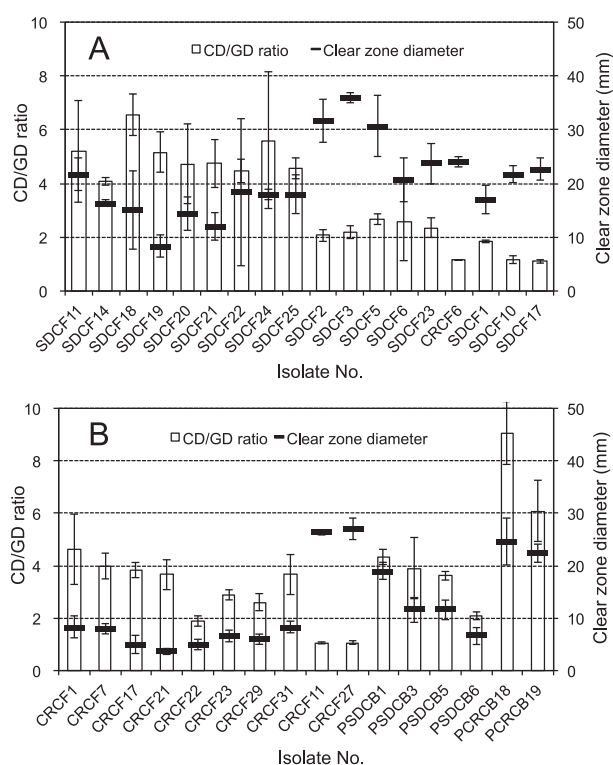 A
CD/GD ratio
Clear zone diameter
CD/GD ratio
Clear zone diameter (mm)
10
8
6
4
2
0
50
40
30
20
10
0
SDCF11
SDCF14
SDCF18
SDCF19
SDCF20
SDCF21
SDCF22
SDCF24
SDCF25
SDCF2
SDCF3
SDCF5
SDCF6
SDCF23
CRCF6
SDCF1
SDCF10
SDCF17
Isolate No.
B
CD/GD ratio
Clear zone diameter
CD/GD ratio
Clear zone diameter (mm)
10
8
6
4
2
0
50
40
30
20
10
0
CRCF1
CRCF7
CRCF17
CRCF21
CRCF22
CRCF23
CRCF29
CRCF31
CRCF11
CRCF27
PSDCB1
PSDCB3
PSDCB5
PSDCB6
PCRCB18
PCRCB19
Isolate No.